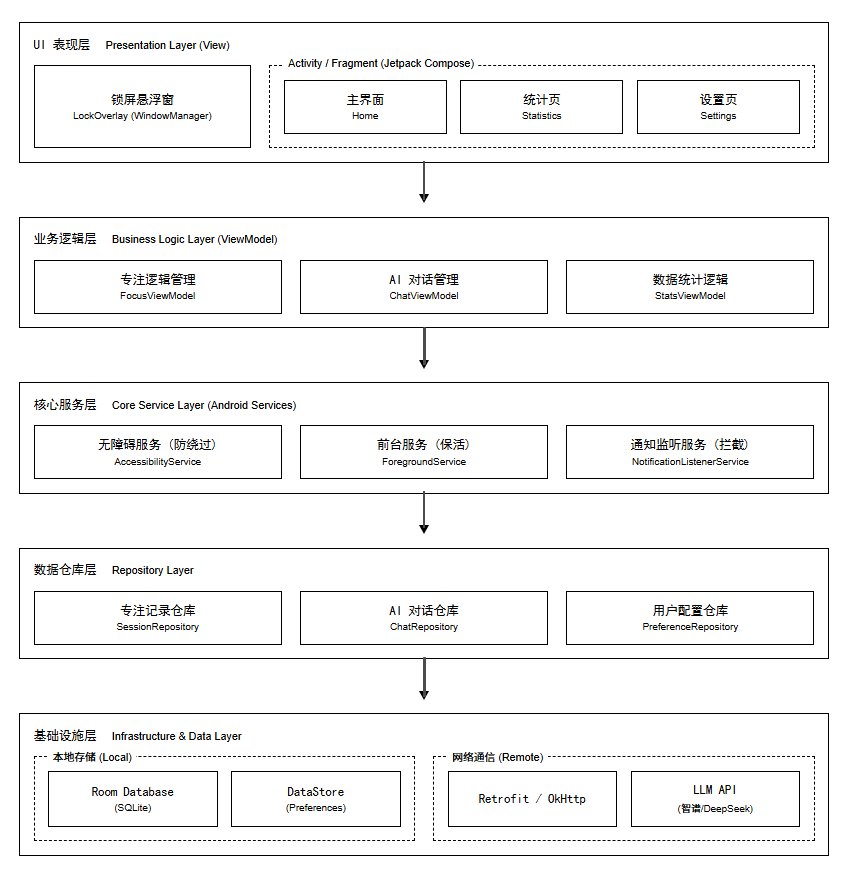 UI 表现层 Presentation Layer (View)
Activity / Fragment (Jetpack Compose)
锁屏悬浮窗
LockOverlay (WindowManager)
主界面
Home
统计页
Statistics
设置页
Settings
业务逻辑层 Business Logic Layer (ViewModel)
专注逻辑管理
FocusViewModel
AI 对话管理
ChatViewModel
数据统计逻辑
StatsViewModel
核心服务层 Core Service Layer (Android Services)
无障碍服务（防绕过）
AccessibilityService
前台服务（保活）
ForegroundService
通知监听服务（拦截）
NotificationListenerService
数据仓库层 Repository Layer
专注记录仓库
SessionRepository
AI 对话仓库
ChatRepository
用户配置仓库
PreferenceRepository
基础设施层 Infrastructure & Data Layer
本地存储 (Local)
Room Database
(SQLite)
DataStore
(Preferences)
网络通信 (Remote)
Retrofit / OkHttp
LLM API
(智谱/DeepSeek)